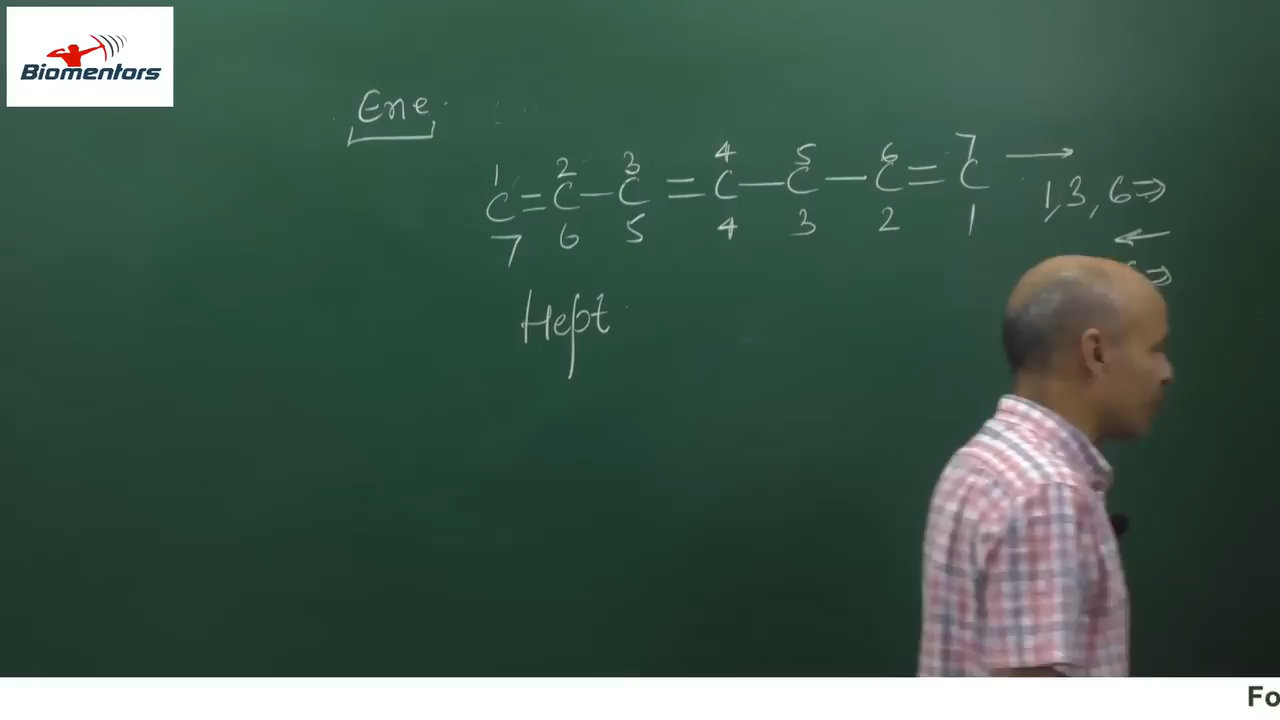 Biomentors
Ene
1 2 3 4 5 6 7
C=C-C=C-C-C=C →
7 6 5 4 3 2 1
1,3,6⇒
←
⇒
Hept
Fo